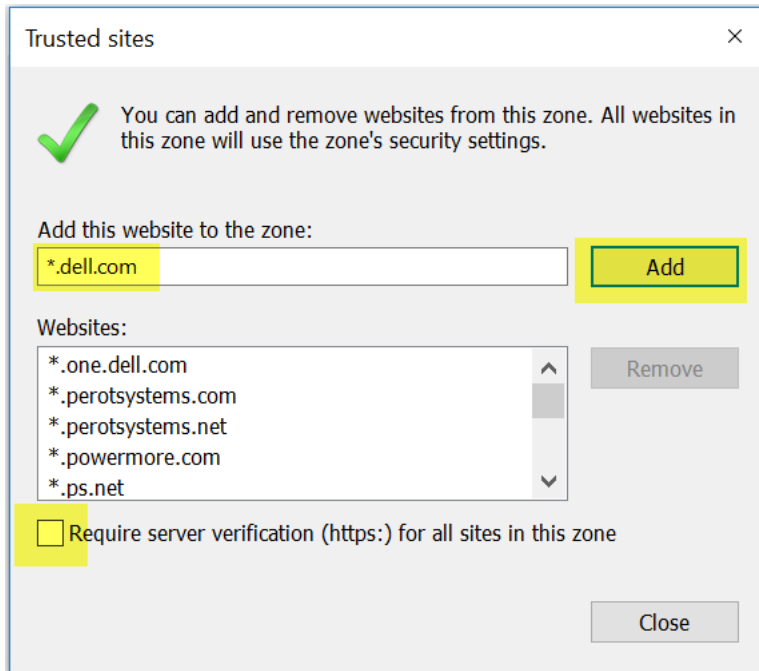 Trusted sites
You can add and remove websites from this zone. All websites in
this zone will use the zone's security settings.
Add this website to the zone:
*.dell.com
Add
Websites:
*.one.dell.com
*.perotsystems.com
*.perotsystems.net
*.powermore.com
*.ps.net
Remove
Require server verification (https:) for all sites in this zone
Close